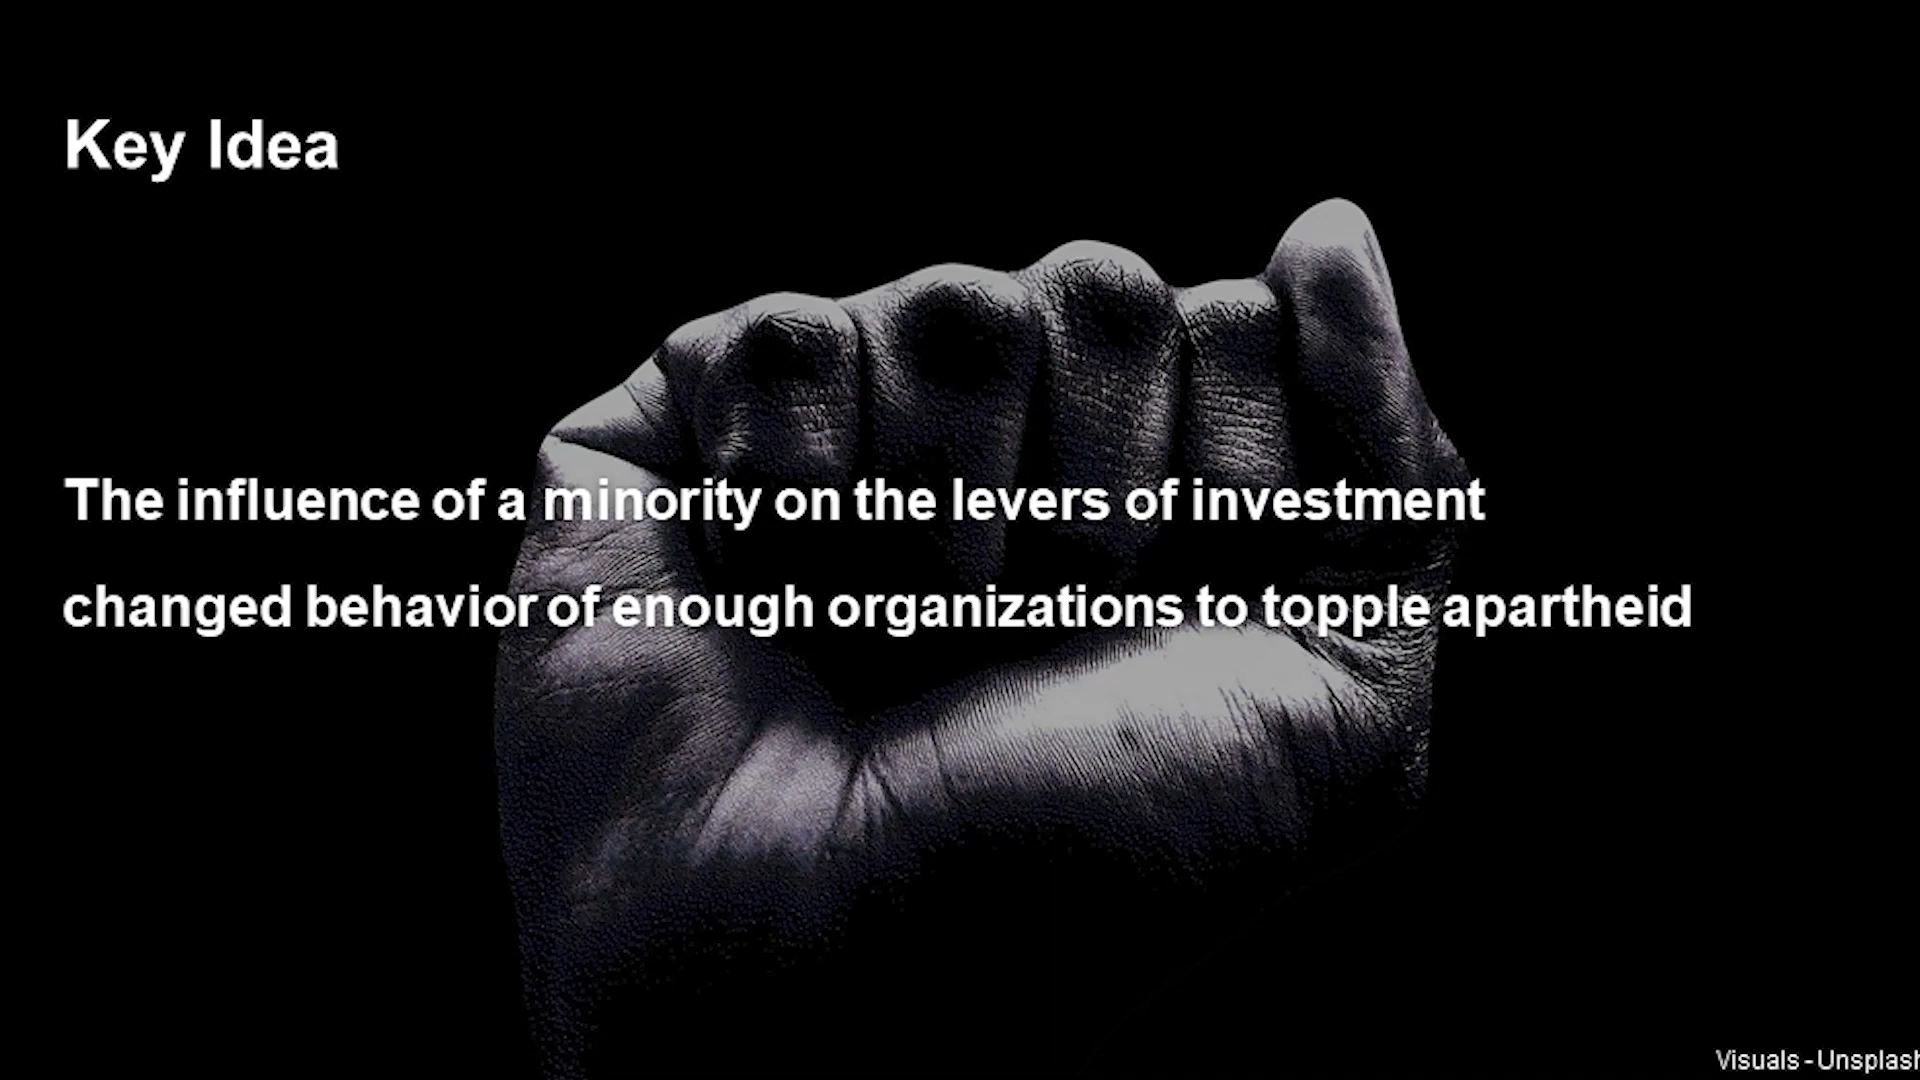 Key Idea
The influence of a minority on the levers of investment
changed behavior of enough organizations to topple apartheid
Visuals - Unsplash